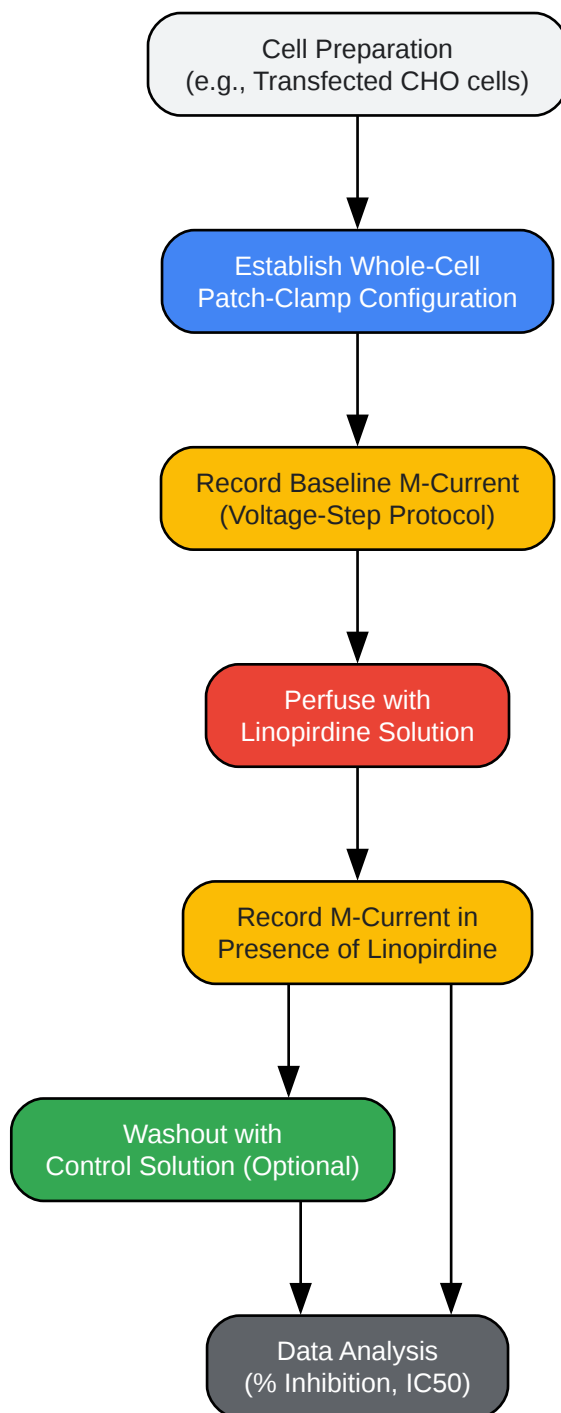 Cell Preparation
(e.g., Transfected CHO cells)
Establish Whole-Cell
Patch-Clamp Configuration
Record Baseline M-Current
(Voltage-Step Protocol)
Perfuse with
Linopirdine Solution
Record M-Current in
Presence of Linopirdine
Washout with
Control Solution (Optional)
Data Analysis
(% Inhibition, IC50)